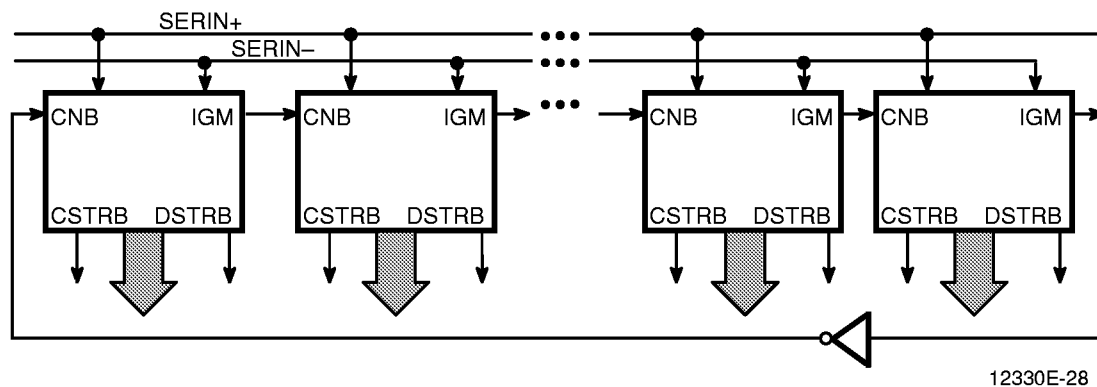 SERIN+
SERIN–
CNB IGM CNB IGM CNB IGM CNB IGM
CSTRB DSTRB CSTRB DSTRB CSTRB DSTRB CSTRB DSTRB
12330E-28